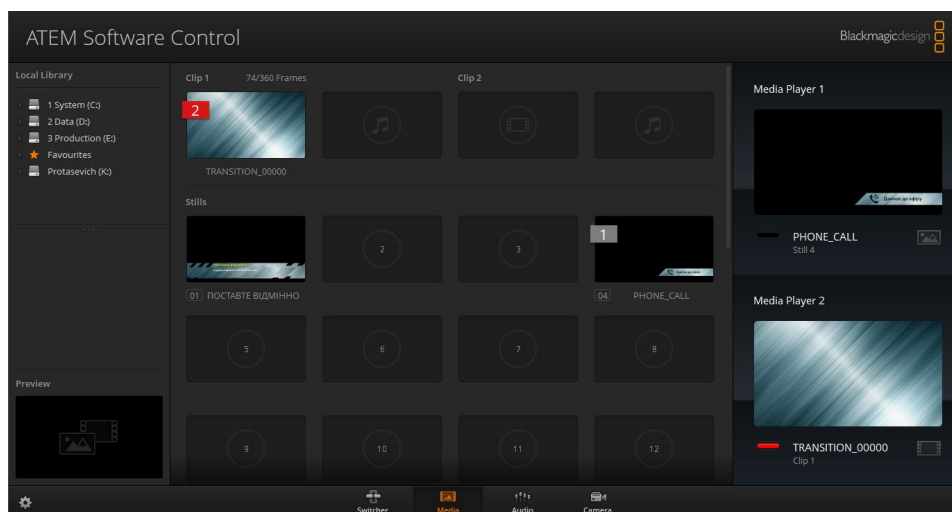 ATEM Software Control
Blackmagicdesign
Local Library
1 System (C:)
2 Data (D:)
3 Production (E:)
Favourites
Protasevich (K:)
Preview
Clip 1 74/360 Frames Clip 2
2
TRANSITION_00000
Stills
2 3 1
01 ПОСТАВТЕ ВІДМІННО 04 PHONE_CALL
5 6 7 8
9 10 11 12
Media Player 1
Дзвінок до ефіру
PHONE_CALL
Still 4
Media Player 2
TRANSITION_00000
Clip 1
Switcher Media Audio Camera